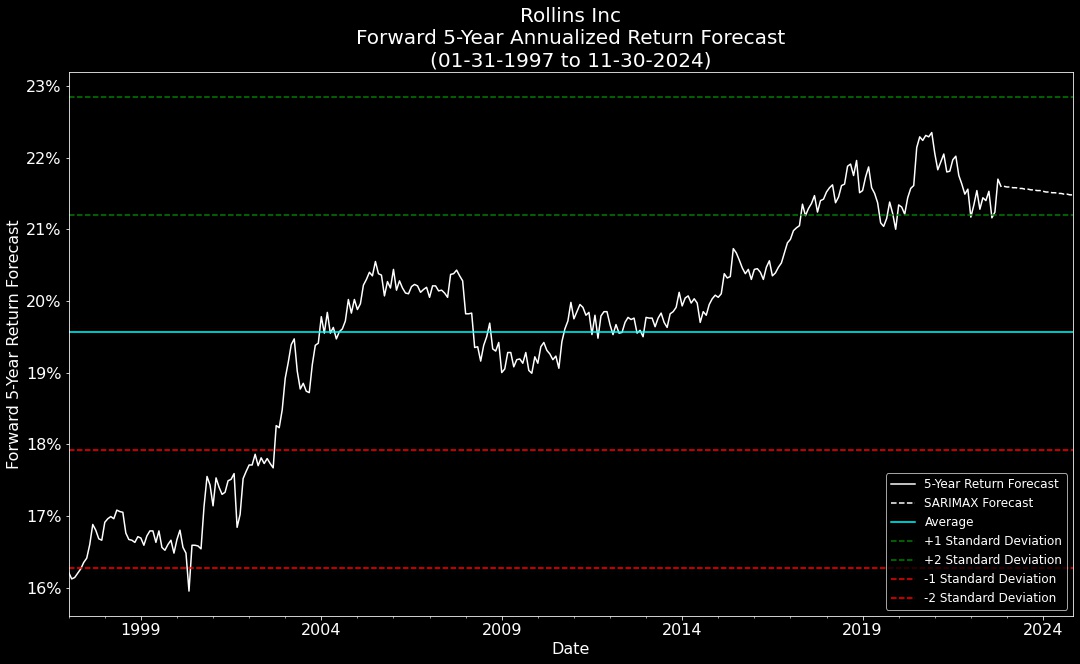 Rollins Inc
Forward 5-Year Annualized Return Forecast
(01-31-1997 to 11-30-2024)
Forward 5-Year Return Forecast
23%
22%
21%
20%
19%
18%
17%
16%
5-Year Return Forecast
SARIMAX Forecast
Average
+1 Standard Deviation
+2 Standard Deviation
-1 Standard Deviation
-2 Standard Deviation
1999 2004 2009 2014 2019 2024
Date